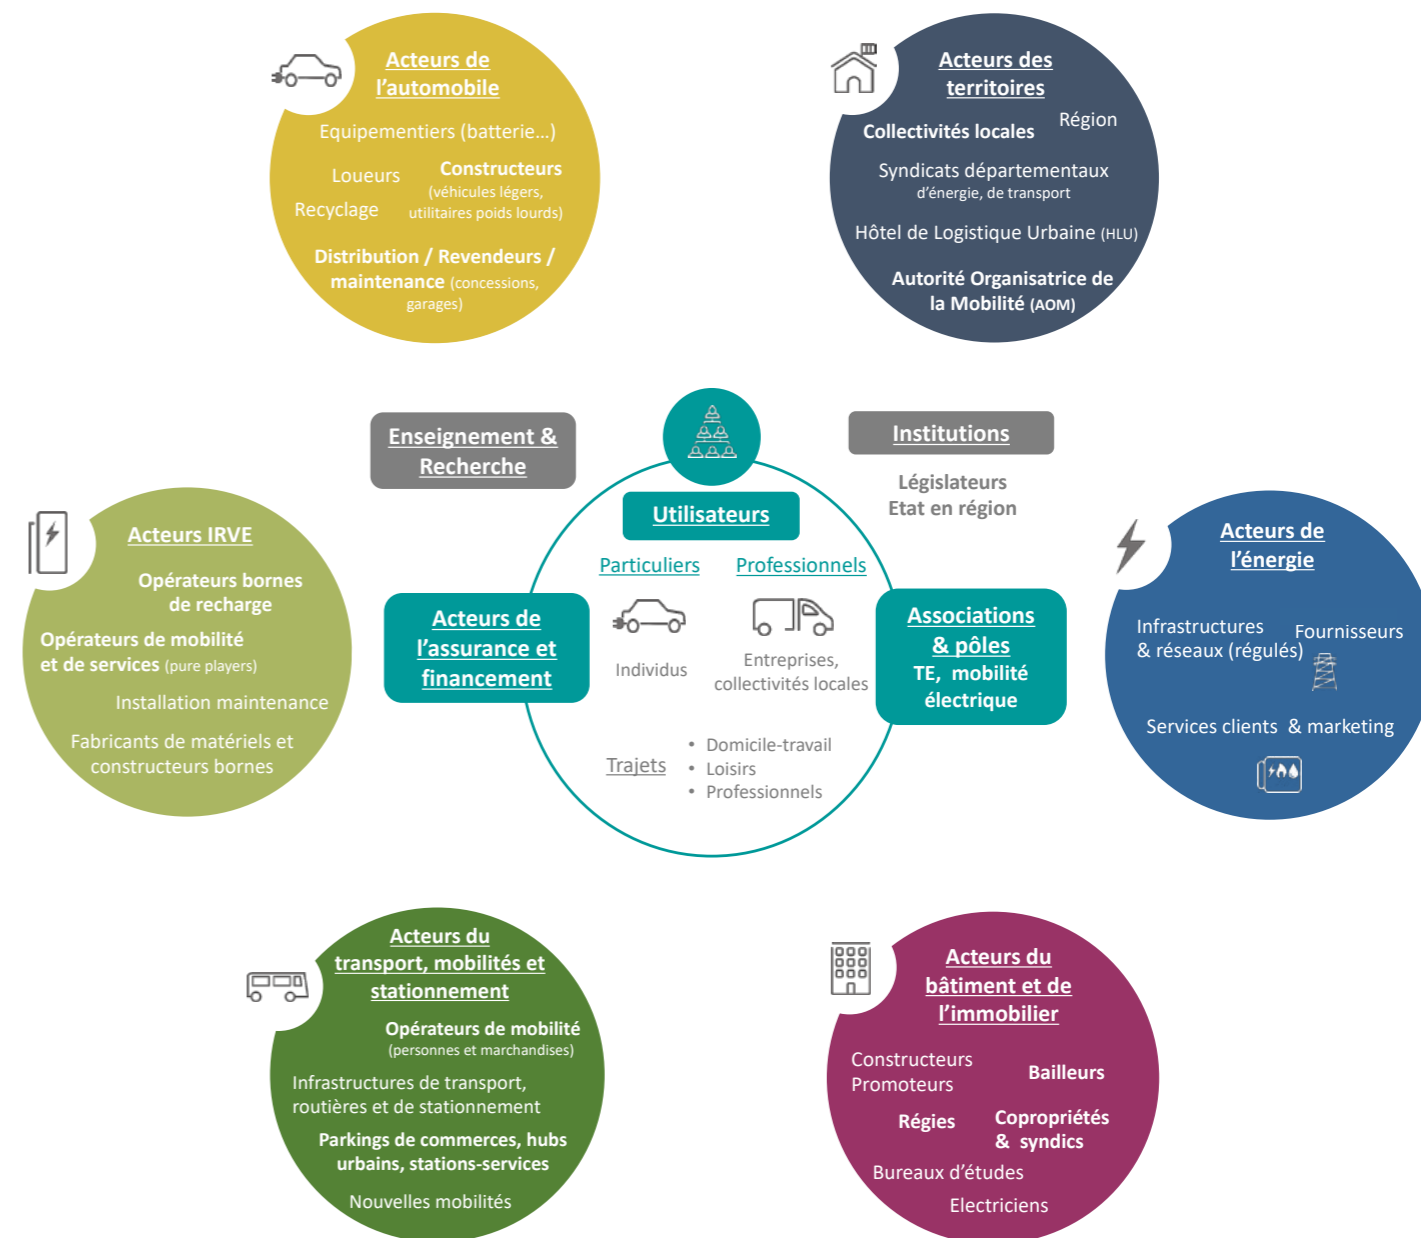 Acteurs de
l'automobile
Equipementiers (batterie…)
Loueurs
Constructeurs
(véhicules légers,
utilitaires poids lourds)
Recyclage
Distribution / Revendeurs /
maintenance (concessions,
garages)
Acteurs des
territoires
Région
Collectivités locales
Syndicats départementaux
d'énergie, de transport
Hôtel de Logistique Urbaine (HLU)
Autorité Organisatrice de
la Mobilité (AOM)
Enseignement &
Recherche
Institutions
Législateurs
Etat en région
Acteurs IRVE
Opérateurs bornes
de recharge
Opérateurs de mobilité
et de services (pure players)
Installation maintenance
Fabricants de matériels et
constructeurs bornes
Acteurs de
l'assurance et
financement
Utilisateurs
Particuliers
Professionnels
Individus
Entreprises,
collectivités locales
Trajets
• Domicile-travail
• Loisirs
• Professionnels
Associations
& pôles
TE, mobilité
électrique
Acteurs de
l'énergie
Infrastructures
& réseaux (régulés)
Fournisseurs
Services clients & marketing
Acteurs du
transport, mobilités et
stationnement
Opérateurs de mobilité
(personnes et marchandises)
Infrastructures de transport,
routières et de stationnement
Parkings de commerces, hubs
urbains, stations-services
Nouvelles mobilités
Acteurs du
bâtiment et de
l'immobilier
Constructeurs
Promoteurs
Bailleurs
Régies
Copropriétés
& syndics
Bureaux d'études
Electriciens